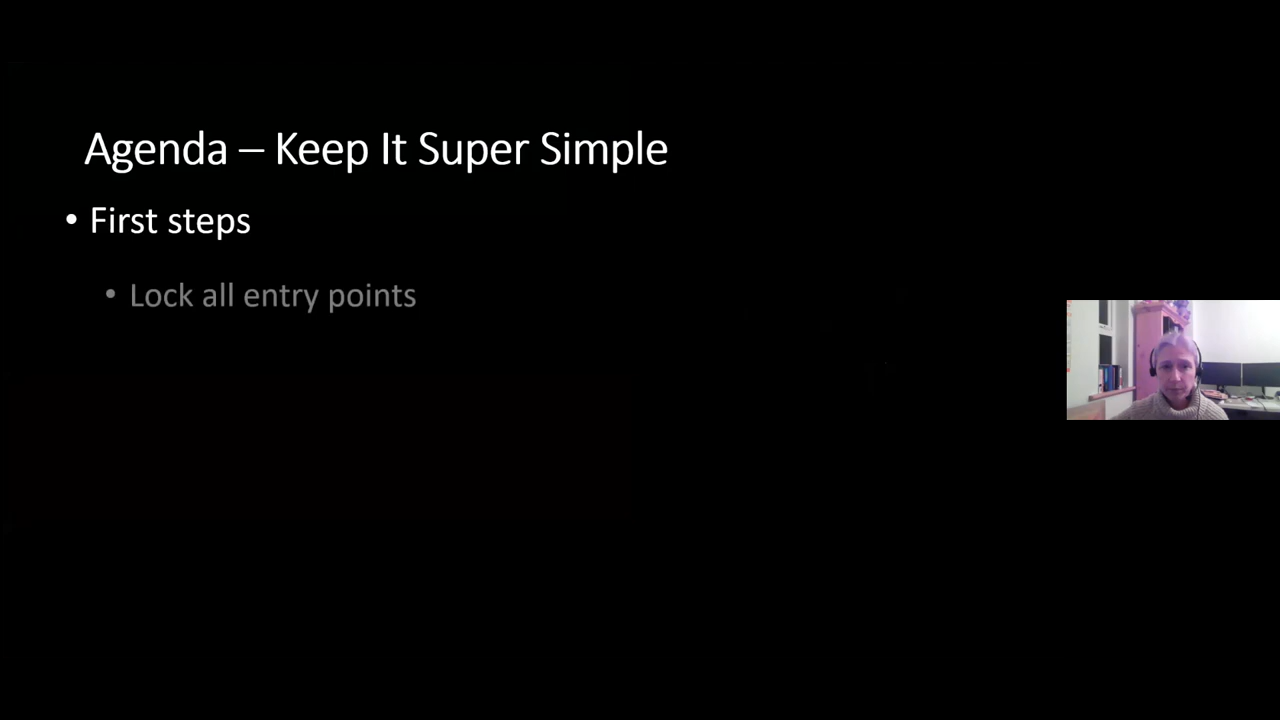 Agenda – Keep It Super Simple
• First steps
• Lock all entry points